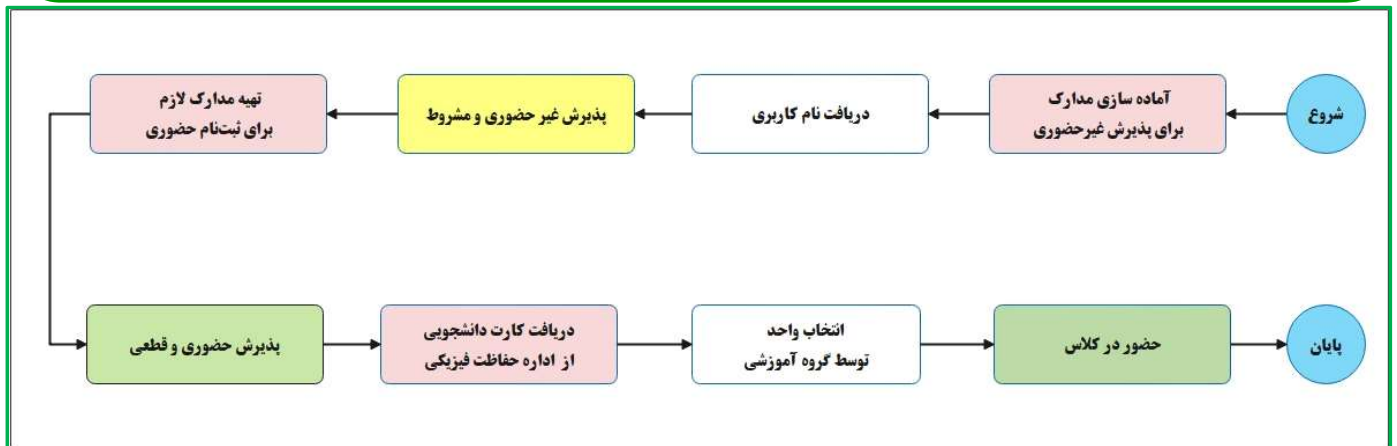 شروع
آماده سازی مدارک
برای پذیرش غیرحضوری
دریافت نام کاربری
پذیرش غیر حضوری و مشروط
تهیه مدارک لازم
برای ثبت‌نام حضوری
پذیرش حضوری و قطعی
دریافت کارت دانشجویی
از اداره حفاظت فیزیکی
انتخاب واحد
توسط گروه آموزشی
حضور در کلاس
پایان